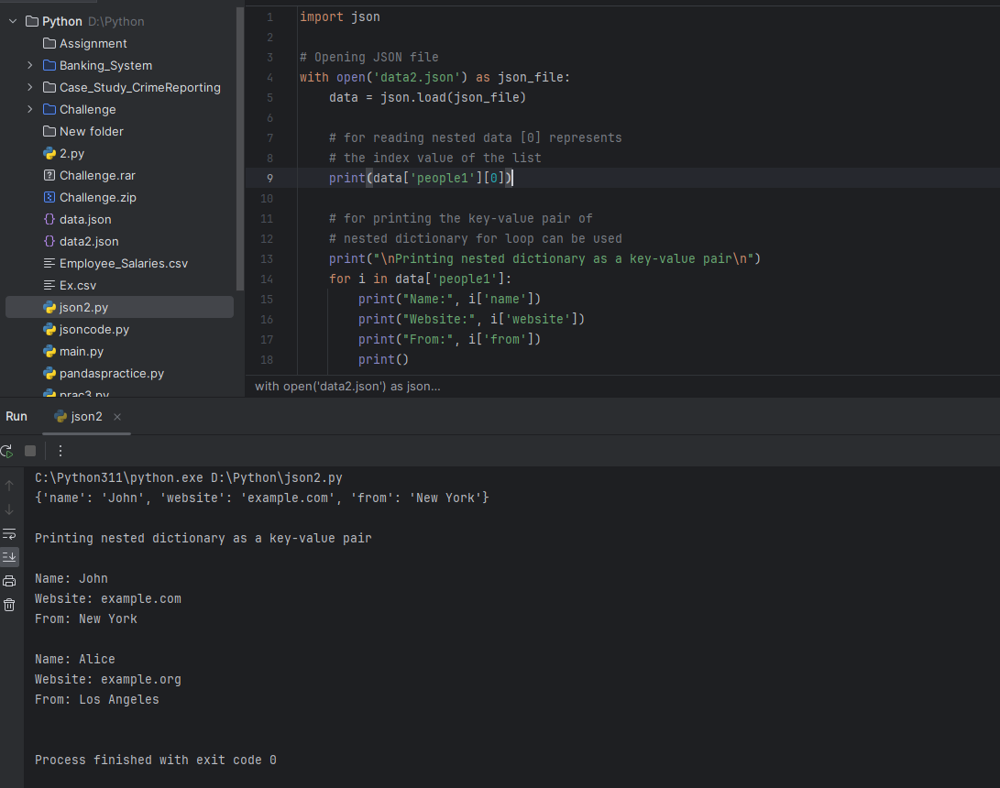 Python D:\Python
Assignment
Banking_System
Case_Study_CrimeReporting
Challenge
New folder
2.py
Challenge.rar
Challenge.zip
data.json
data2.json
Employee_Salaries.csv
Ex.csv
json2.py
jsoncode.py
main.py
pandaspractice.py
prac3.py
1 import json
2
3 # Opening JSON file
4 with open('data2.json') as json_file:
5     data = json.load(json_file)
6
7     # for reading nested data [0] represents
8     # the index value of the list
9     print(data['people1'][0])
10
11     # for printing the key-value pair of
12     # nested dictionary for loop can be used
13     print("\nPrinting nested dictionary as a key-value pair\n")
14     for i in data['people1']:
15         print("Name:", i['name'])
16         print("Website:", i['website'])
17         print("From:", i['from'])
18         print()
with open('data2.json') as json...
Run json2
C:\Python311\python.exe D:\Python\json2.py
{'name': 'John', 'website': 'example.com', 'from': 'New York'}
Printing nested dictionary as a key-value pair
Name: John
Website: example.com
From: New York
Name: Alice
Website: example.org
From: Los Angeles
Process finished with exit code 0